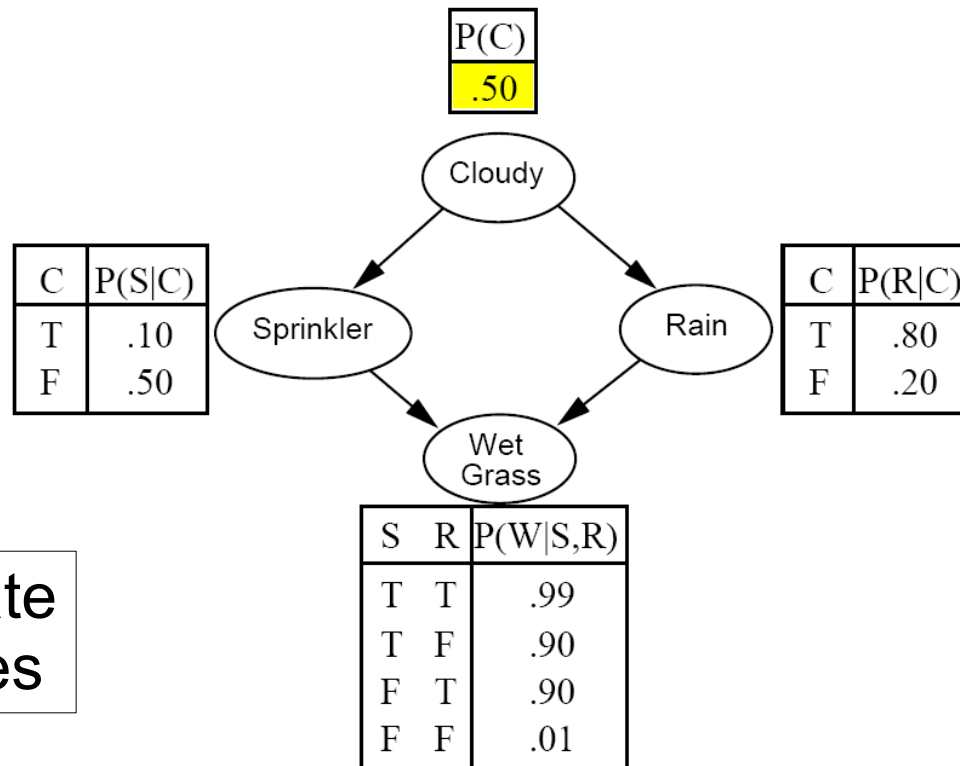 P(C)
.50
Cloudy
C P(S|C)
T .10
F .50
Sprinkler
Rain
C P(R|C)
T .80
F .20
Wet
Grass
S R P(W|S,R)
T T .99
T F .90
F T .90
F F .01
te
es